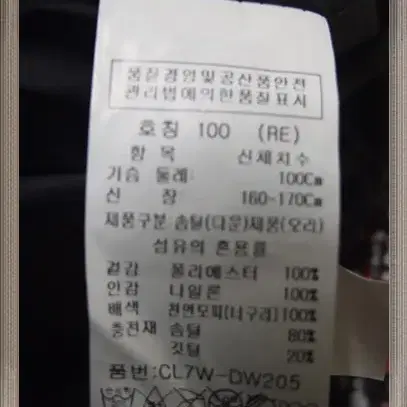 품질경영및공산품안전
관리법에의한품질표시
호칭 100 (RE)
항 목 신체치수
가슴 둘레: 100Cm
신 장 160-170Cm
제품구분:솜털(다운)제품(오리)
섬유의 혼용률
겉감 폴리에스터 100%
안감 나일론 100%
배색 천연모피(너구리)100%
충전재 솜털 80%
깃털 20%
품번:CL7W-DW205